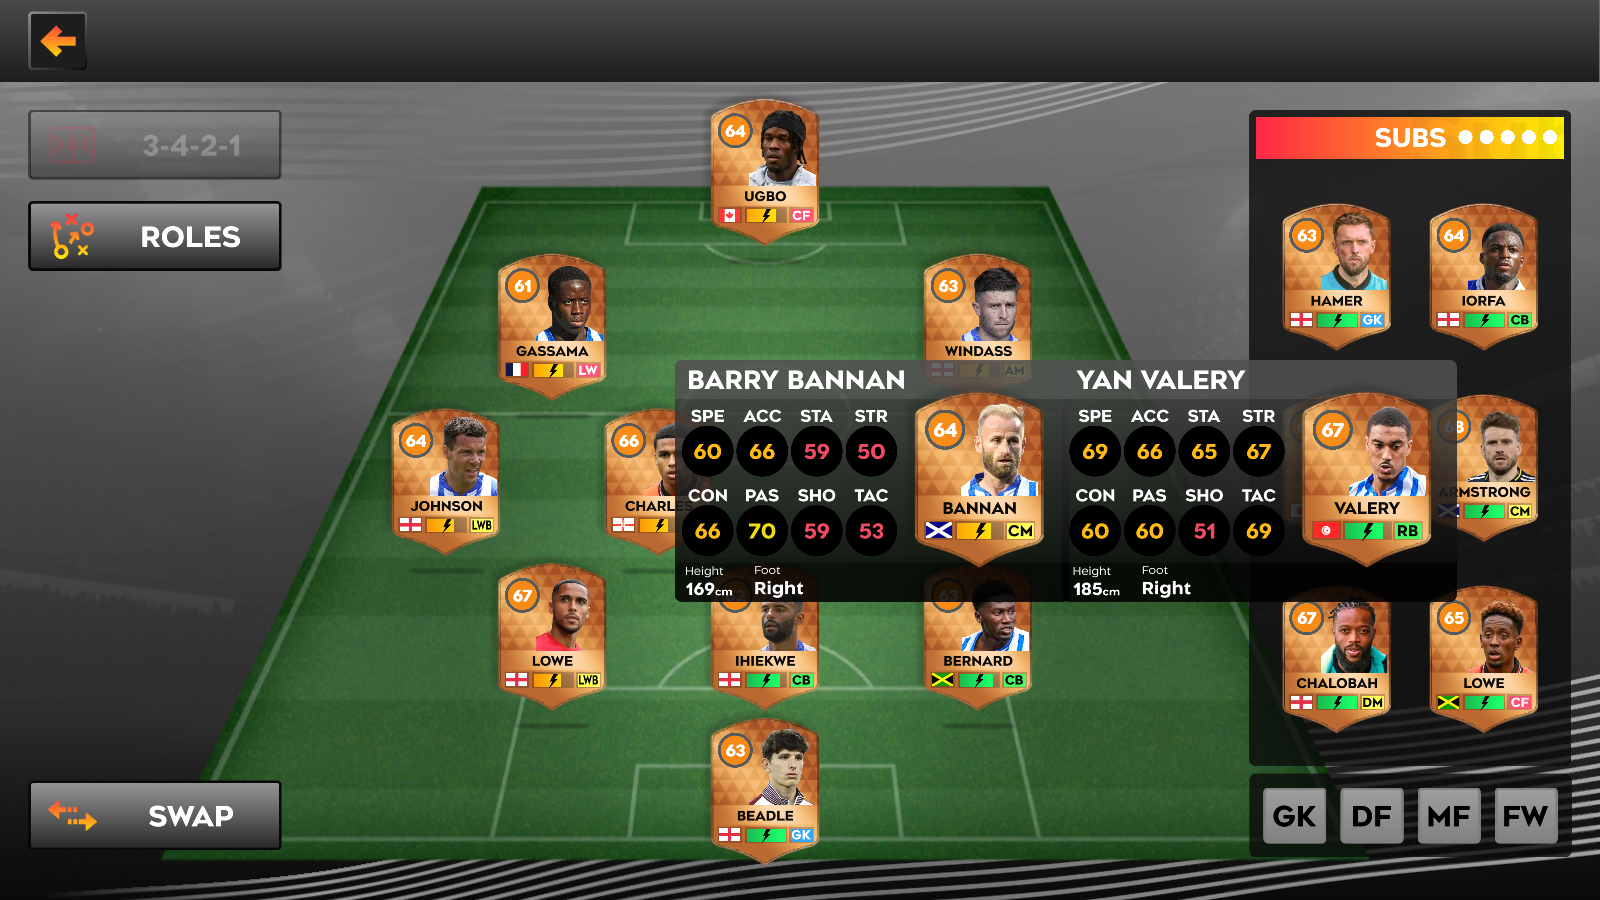 3-4-2-1
ROLES
SWAP
64
UGBO
CF
61
GASSAMA
LW
63
WINDASS
AM
64
JOHNSON
LWB
66
CHARLES
67
LOWE
LWB
IHIEKWE
CB
63
BERNARD
CB
63
BEADLE
GK
BARRY BANNAN
SPE ACC STA STR
60 66 59 50
CON PAS SHO TAC
66 70 59 53
Height Foot
169cm Right
64
BANNAN
CM
YAN VALERY
SPE ACC STA STR
69 66 65 67
CON PAS SHO TAC
60 60 51 69
Height Foot
185cm Right
67
VALERY
RB
SUBS
63
HAMER
GK
64
IORFA
CB
ARMSTRONG
CM
67
CHALOBAH
DM
65
LOWE
CF
GK DF MF FW